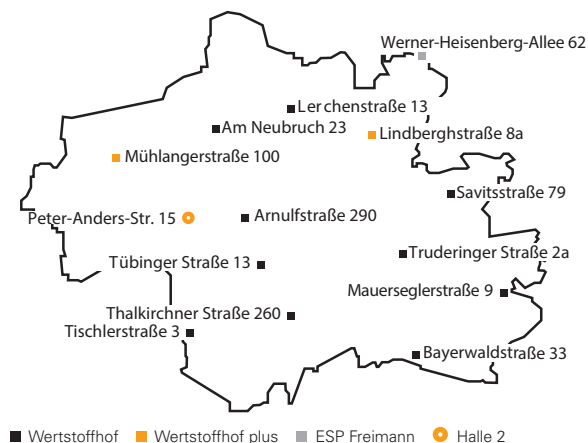 Werner-Heisenberg-Allee 62
Lerchenstraße 13
Am Neubruch 23
Lindberghstraße 8a
Mühlangerstraße 100
Savitsstraße 79
Peter-Anders-Str. 15
Arnulfstraße 290
Truderinger Straße 2a
Tübinger Straße 13
Mauerseglerstraße 9
Thalkirchner Straße 260
Tischlerstraße 3
Bayerwaldstraße 33
Wertstoffhof Wertstoffhof plus ESP Freimann Halle 2